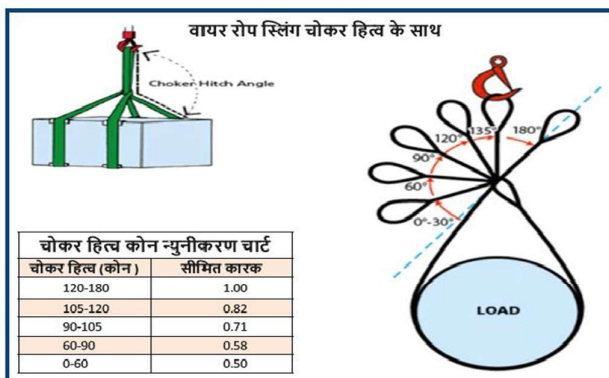 वायर रोप स्लिंग चोकर हित्व के साथ
Choker Hitch Angle
0°-30°
60°
90°
120°
135°
180°
LOAD
चोकर हित्व कोन न्युनीकरण चार्ट
चोकर हित्व (कोन) सीमित कारक
120-180 1.00
105-120 0.82
90-105 0.71
60-90 0.58
0-60 0.50